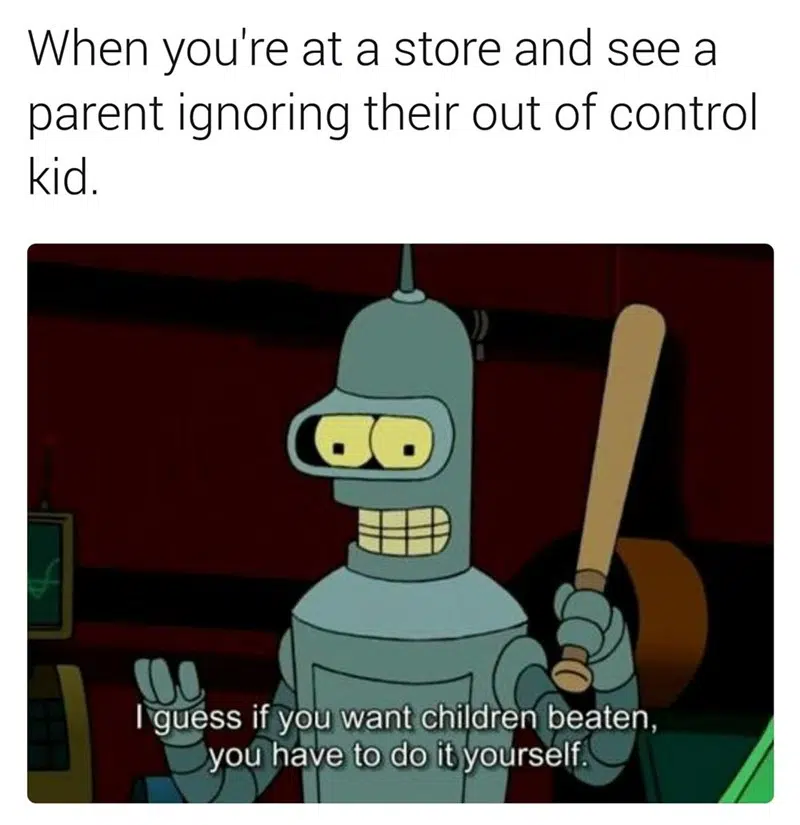 When you're at a store and see a
parent ignoring their out of control
kid.
I guess if you want children beaten,
you have to do it yourself.